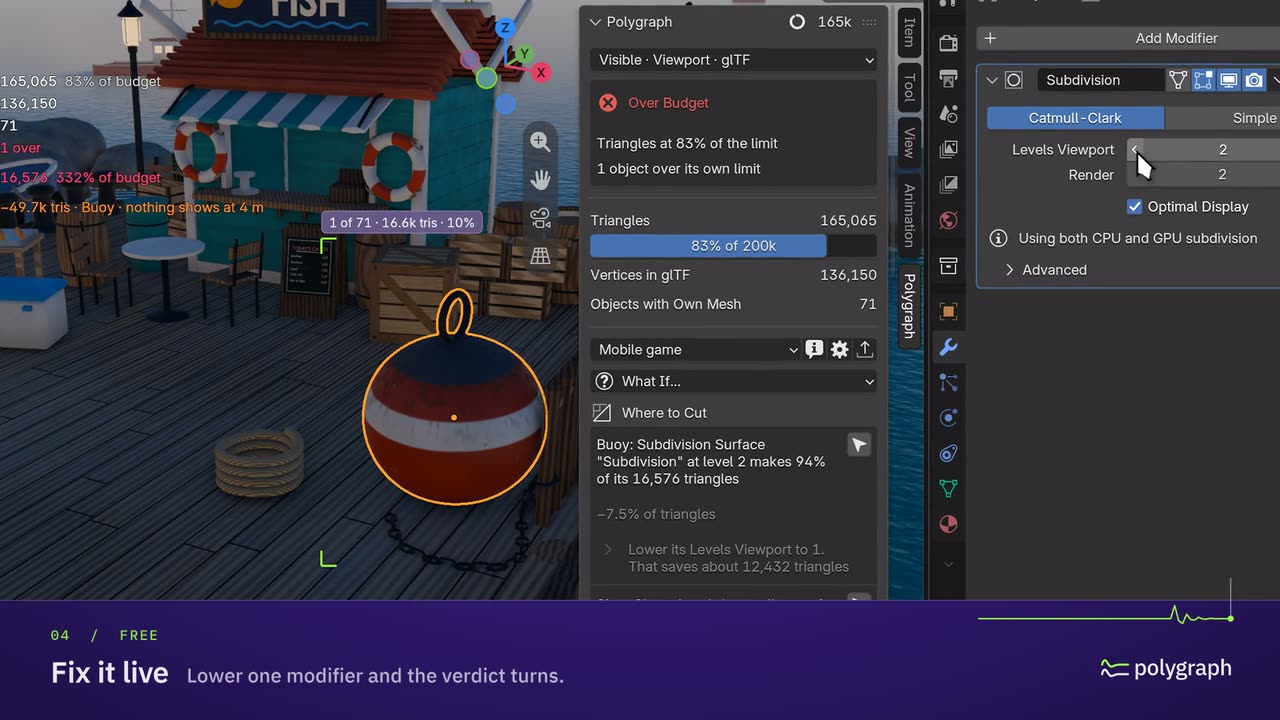 FISH
165,065 83% of budget
136,150
71
1 over
16,576 332% of budget
−49.7k tris · Buoy · nothing shows at 4 m
1 of 71 · 16.6k tris · 10%
Z
Y
X
Polygraph 165k
Visible · Viewport · glTF
Over Budget
Triangles at 83% of the limit
1 object over its own limit
Triangles 165,065
83% of 200k
Vertices in glTF 136,150
Objects with Own Mesh 71
Mobile game
What If...
Where to Cut
Buoy: Subdivision Surface
"Subdivision" at level 2 makes 94%
of its 16,576 triangles
−7.5% of triangles
Lower its Levels Viewport to 1.
That saves about 12,432 triangles
Item
Tool
View
Animation
Polygraph
Add Modifier
Subdivision
Catmull-Clark Simple
Levels Viewport 2
Render 2
Optimal Display
Using both CPU and GPU subdivision
Advanced
04 / FREE
Fix it live Lower one modifier and the verdict turns.
polygraph